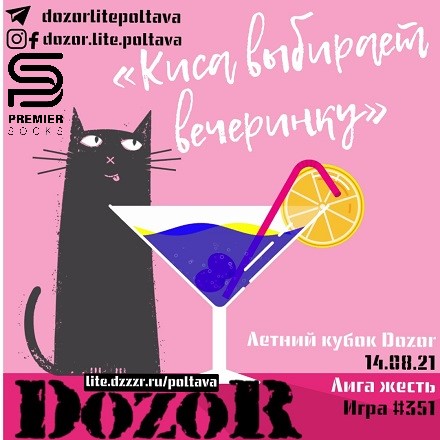 dozorlitepoltava
dozor.lite.poltava
PREMIER
SOCKS
«Киса выбирает
вечеринку»
Летний кубок Dozor
14.08.21
Лига жесть
Игра #351
lite.dzzzr.ru/poltava
DozoR